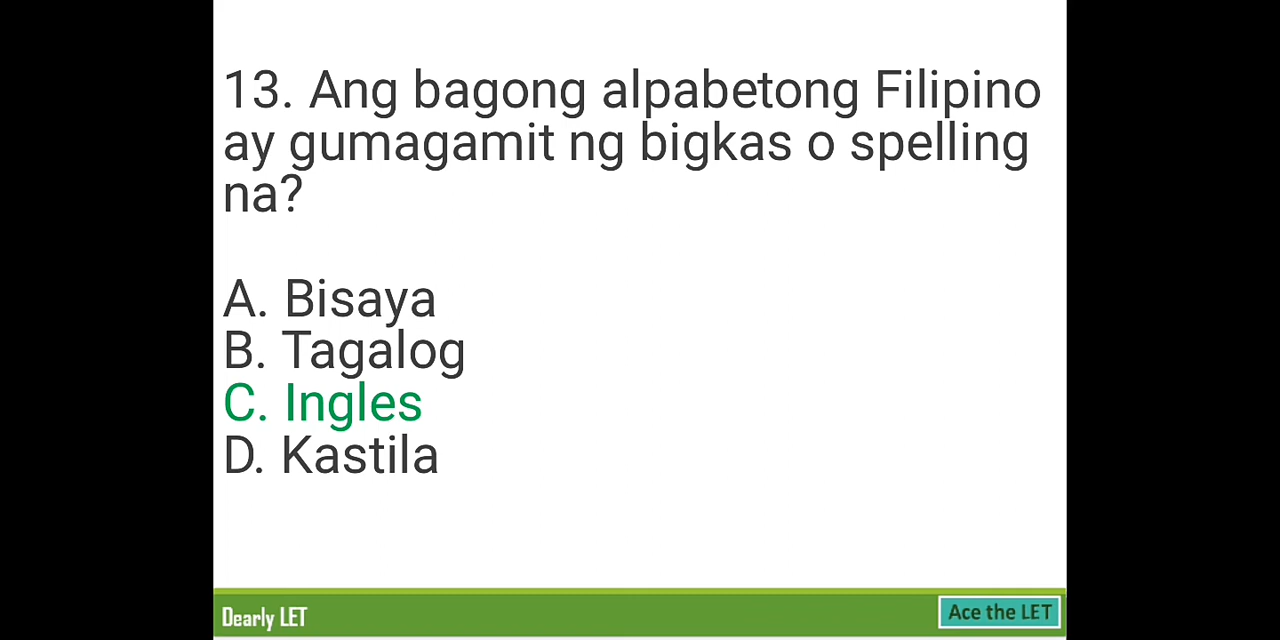 13. Ang bagong alpabetong Filipino
ay gumagamit ng bigkas o spelling
na?
A. Bisaya
B. Tagalog
C. Ingles
D. Kastila
Dearly LET
Ace the LET